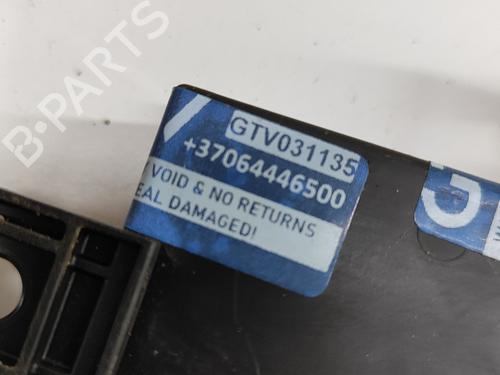 B-PARTS
GTV031135
+37064446500
VOID & NO RETURNS
EAL DAMAGED!
G